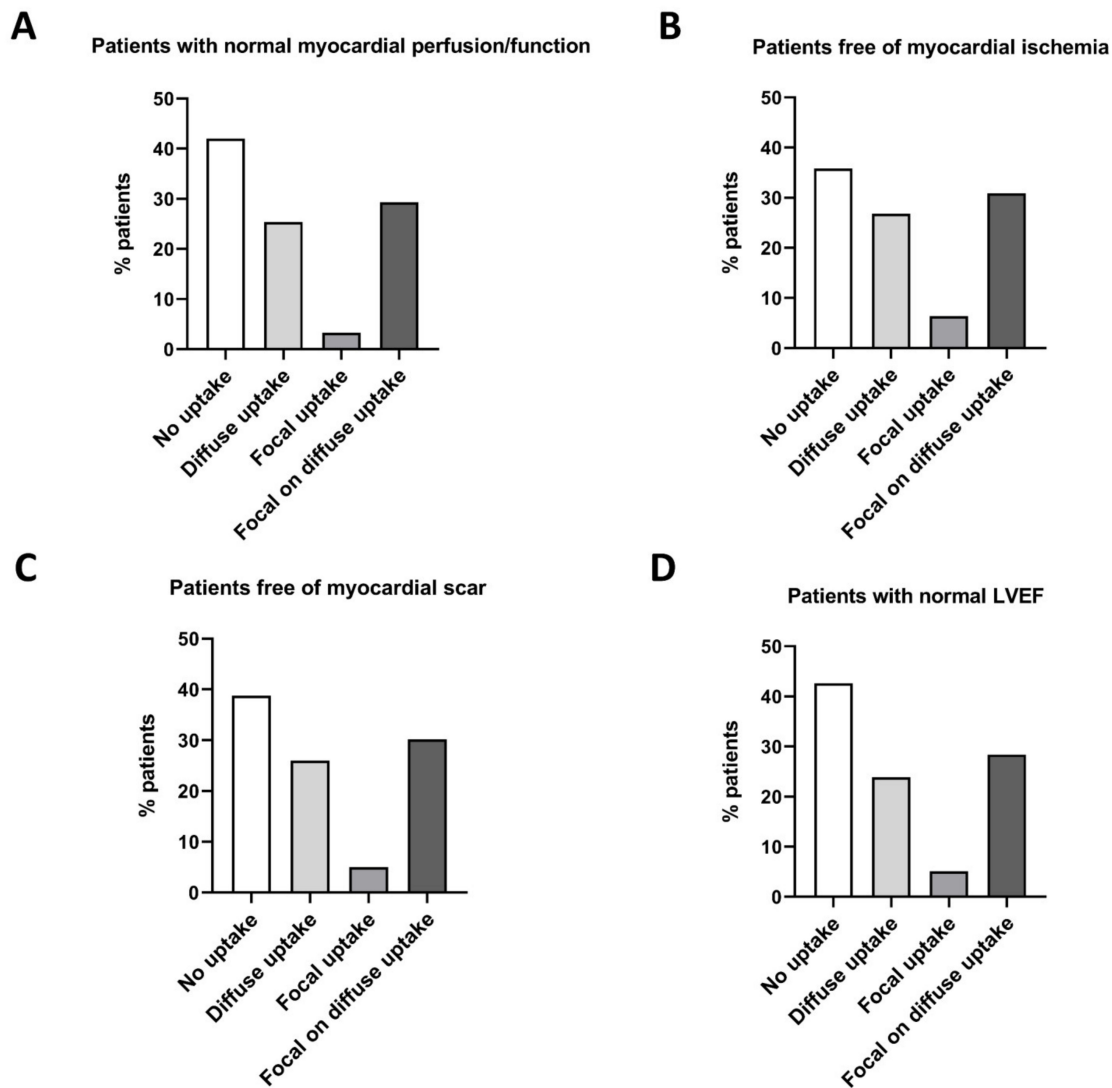 A
Patients with normal myocardial perfusion/function
% patients
50
40
30
20
10
0
No uptake
Diffuse uptake
Focal uptake
Focal on diffuse uptake
B
Patients free of myocardial ischemia
% patients
50
40
30
20
10
0
No uptake
Diffuse uptake
Focal uptake
Focal on diffuse uptake
C
Patients free of myocardial scar
% patients
50
40
30
20
10
0
No uptake
Diffuse uptake
Focal uptake
Focal on diffuse uptake
D
Patients with normal LVEF
% patients
50
40
30
20
10
0
No uptake
Diffuse uptake
Focal uptake
Focal on diffuse uptake